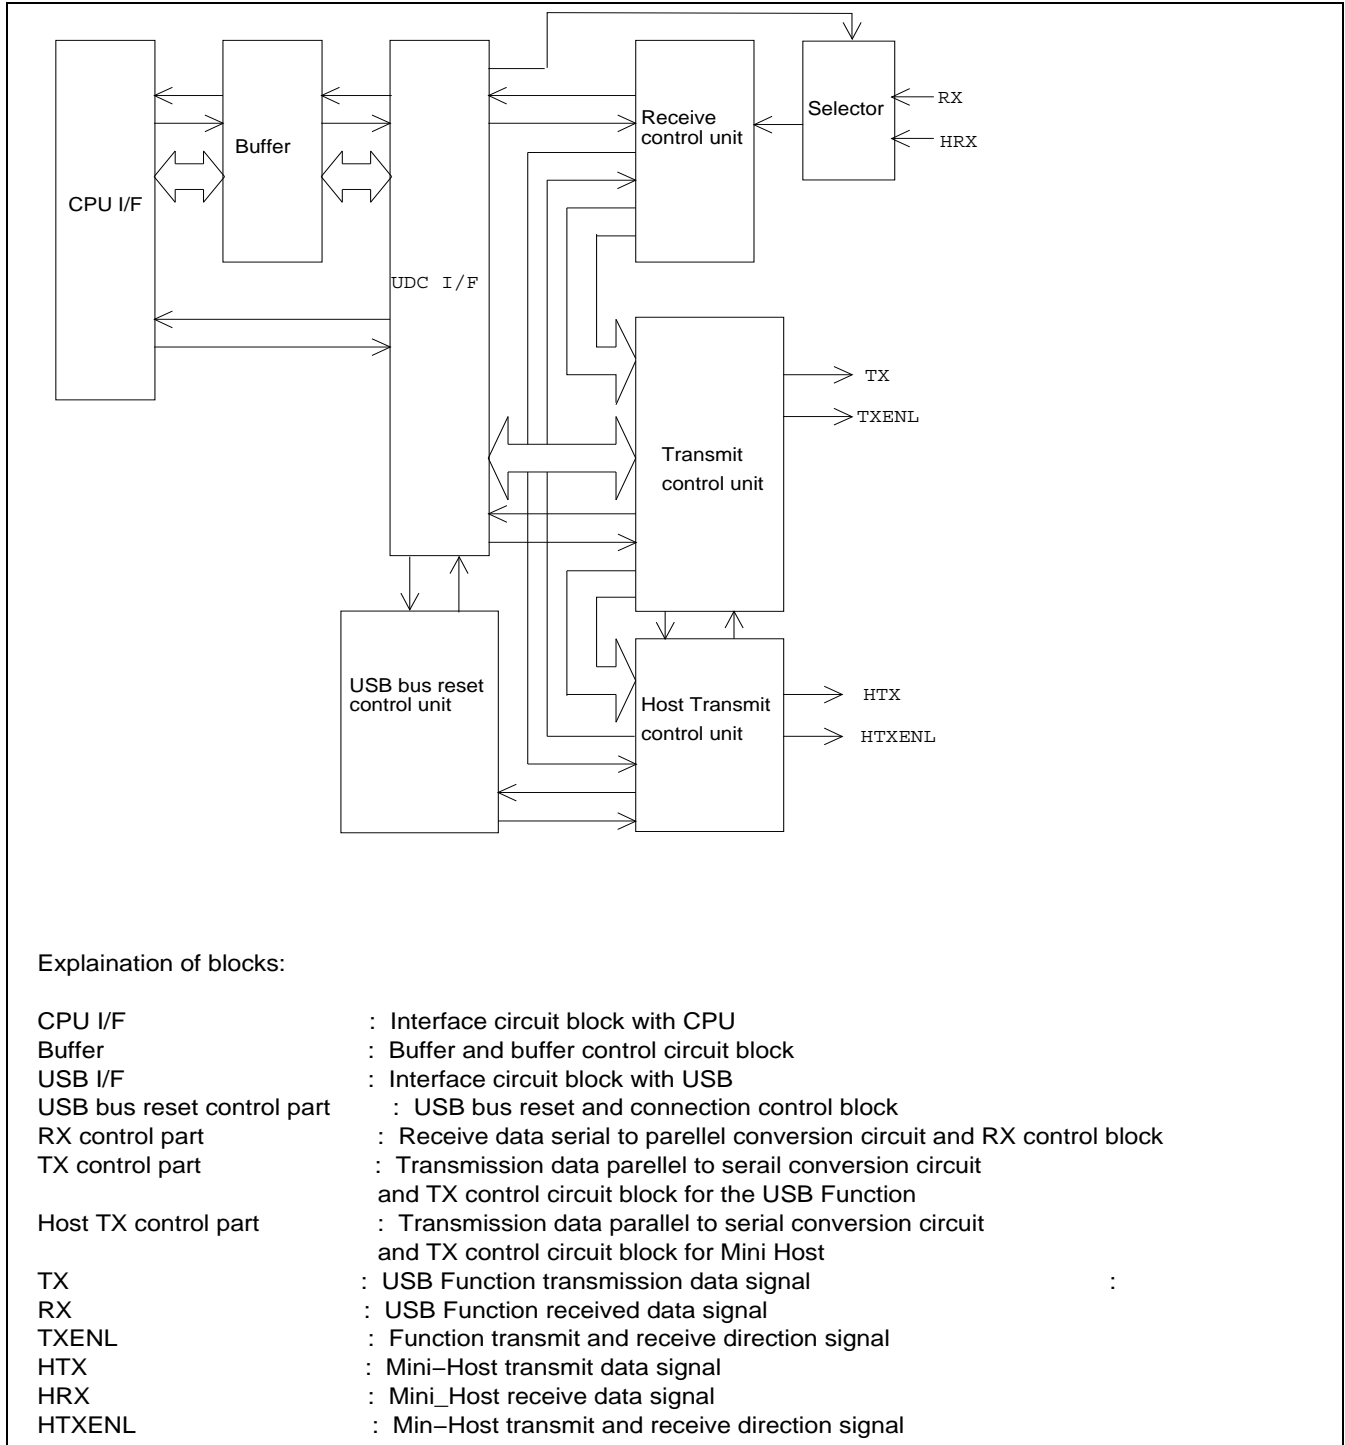 Selector
RX
HRX
Receive
control unit
Buffer
CPU I/F
UDC I/F
TX
TXENL
Transmit
control unit
USB bus reset
control unit
Host Transmit
control unit
HTX
HTXENL
Explaination of blocks:
CPU I/F : Interface circuit block with CPU
Buffer : Buffer and buffer control circuit block
USB I/F : Interface circuit block with USB
USB bus reset control part : USB bus reset and connection control block
RX control part : Receive data serial to parellel conversion circuit and RX control block
TX control part : Transmission data parellel to serail conversion circuit
and TX control circuit block for the USB Function
Host TX control part : Transmission data parallel to serial conversion circuit
and TX control circuit block for Mini Host
TX : USB Function transmission data signal :
RX : USB Function received data signal
TXENL : Function transmit and receive direction signal
HTX : Mini−Host transmit data signal
HRX : Mini_Host receive data signal
HTXENL : Min−Host transmit and receive direction signal